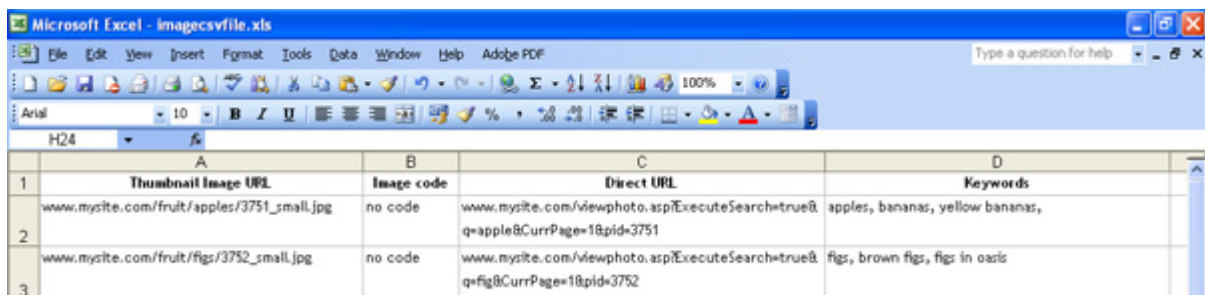 Microsoft Excel - imagecsvfile.xls
File Edit View Insert Format Tools Data Window Help Adobe PDF Type a question for help
100%
Arial 10 B I U
H24 fx
A B C D
1 Thumbnail Image URL Image code Direct URL Keywords
www.mysite.com/fruit/apples/3751_small.jpg no code www.mysite.com/viewphoto.asp?ExecuteSearch=true& apples, bananas, yellow bananas,
2 q=apple&CurrPage=1&pid=3751
www.mysite.com/fruit/figs/3752_small.jpg no code www.mysite.com/viewphoto.asp?ExecuteSearch=true& figs, brown figs, figs in oasis
3 q=fig&CurrPage=1&pid=3752